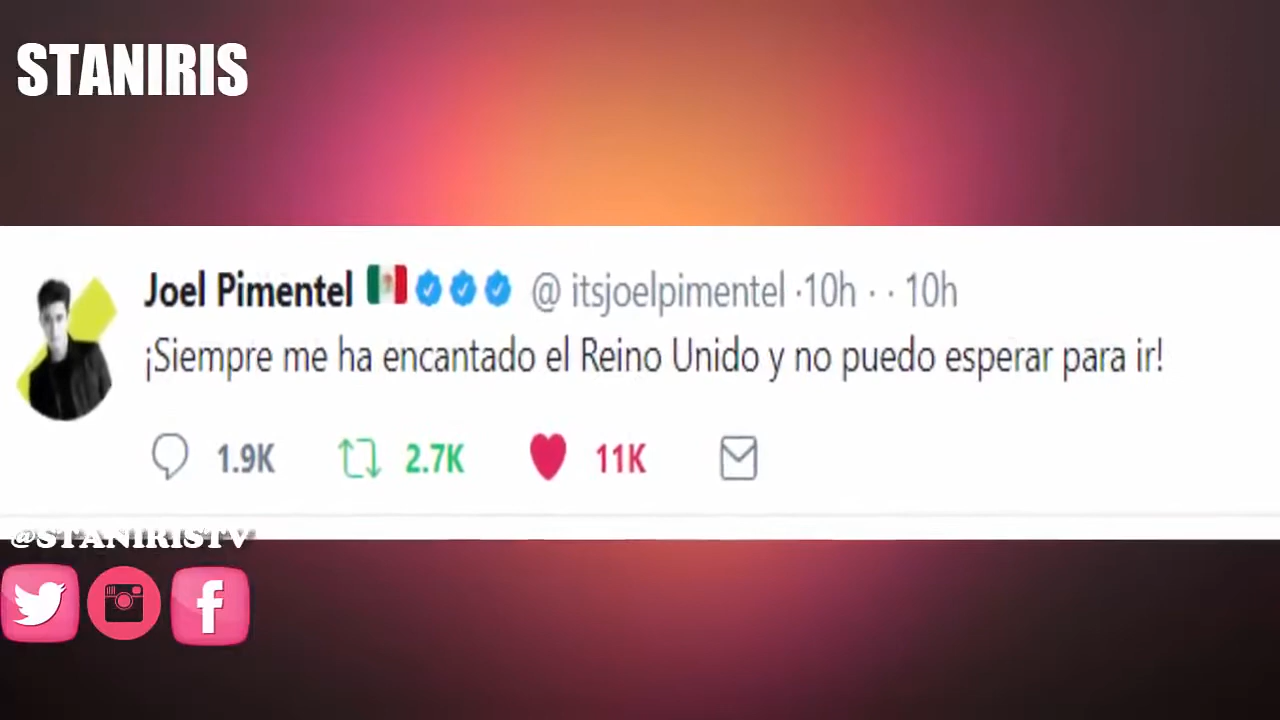 STANIRIS
Joel Pimentel @ itsjoelpimentel ·10h · · 10h
¡Siempre me ha encantado el Reino Unido y no puedo esperar para ir!
1.9K 2.7K 11K
@STANIRISTV